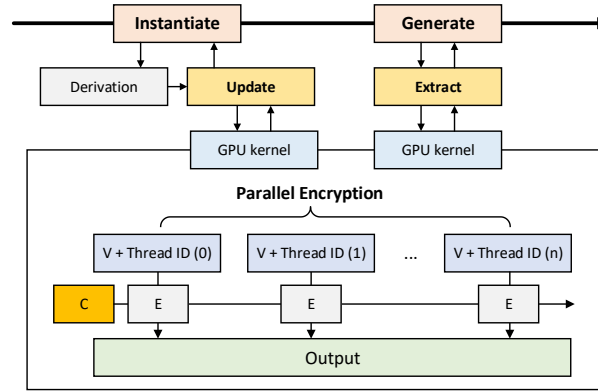 Instantiate
Generate
Derivation
Update
Extract
GPU kernel
GPU kernel
Parallel Encryption
V + Thread ID (0)
V + Thread ID (1)
...
V + Thread ID (n)
C
E
E
E
Output